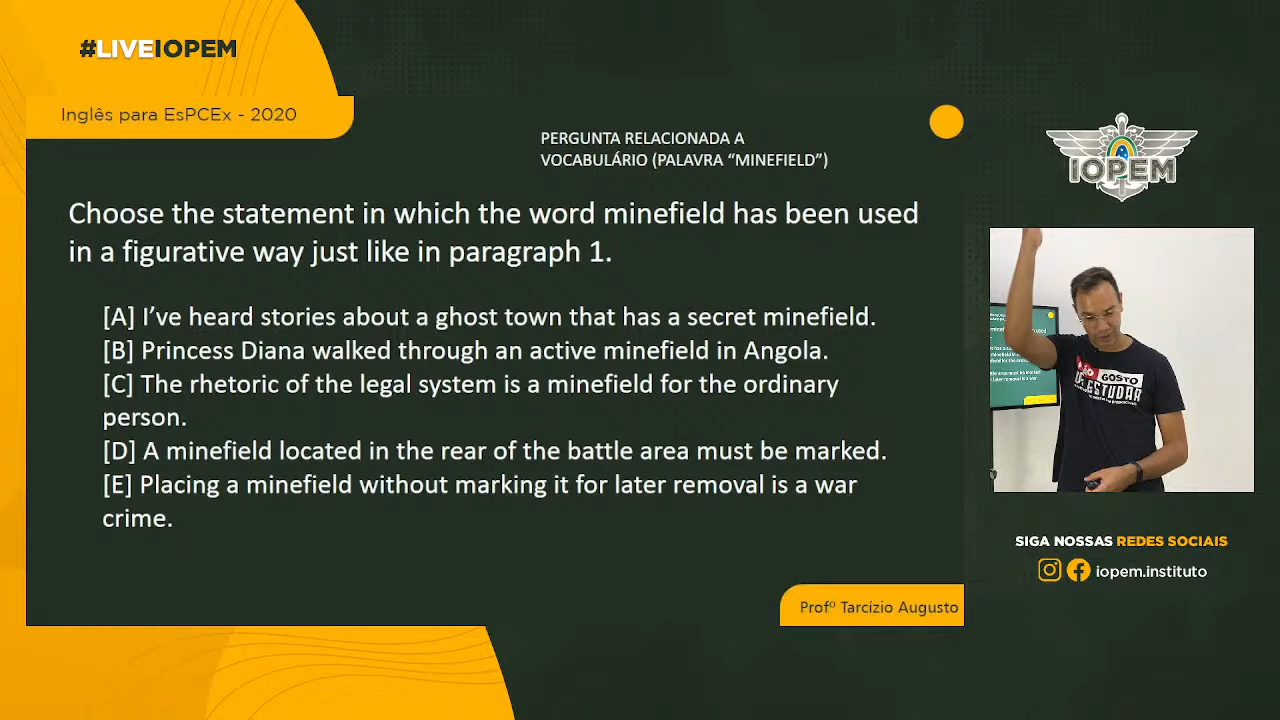 #LIVEIOPEM
Inglês para EsPCEx - 2020
PERGUNTA RELACIONADA A
VOCABULÁRIO (PALAVRA “MINEFIELD”)
Choose the statement in which the word minefield has been used
in a figurative way just like in paragraph 1.
[A] I’ve heard stories about a ghost town that has a secret minefield.
[B] Princess Diana walked through an active minefield in Angola.
[C] The rhetoric of the legal system is a minefield for the ordinary
person.
[D] A minefield located in the rear of the battle area must be marked.
[E] Placing a minefield without marking it for later removal is a war
crime.
Profº Tarcízio Augusto
IOPEM
GOSTO
ESTUDAR
SIGA NOSSAS REDES SOCIAIS
iopem.instituto